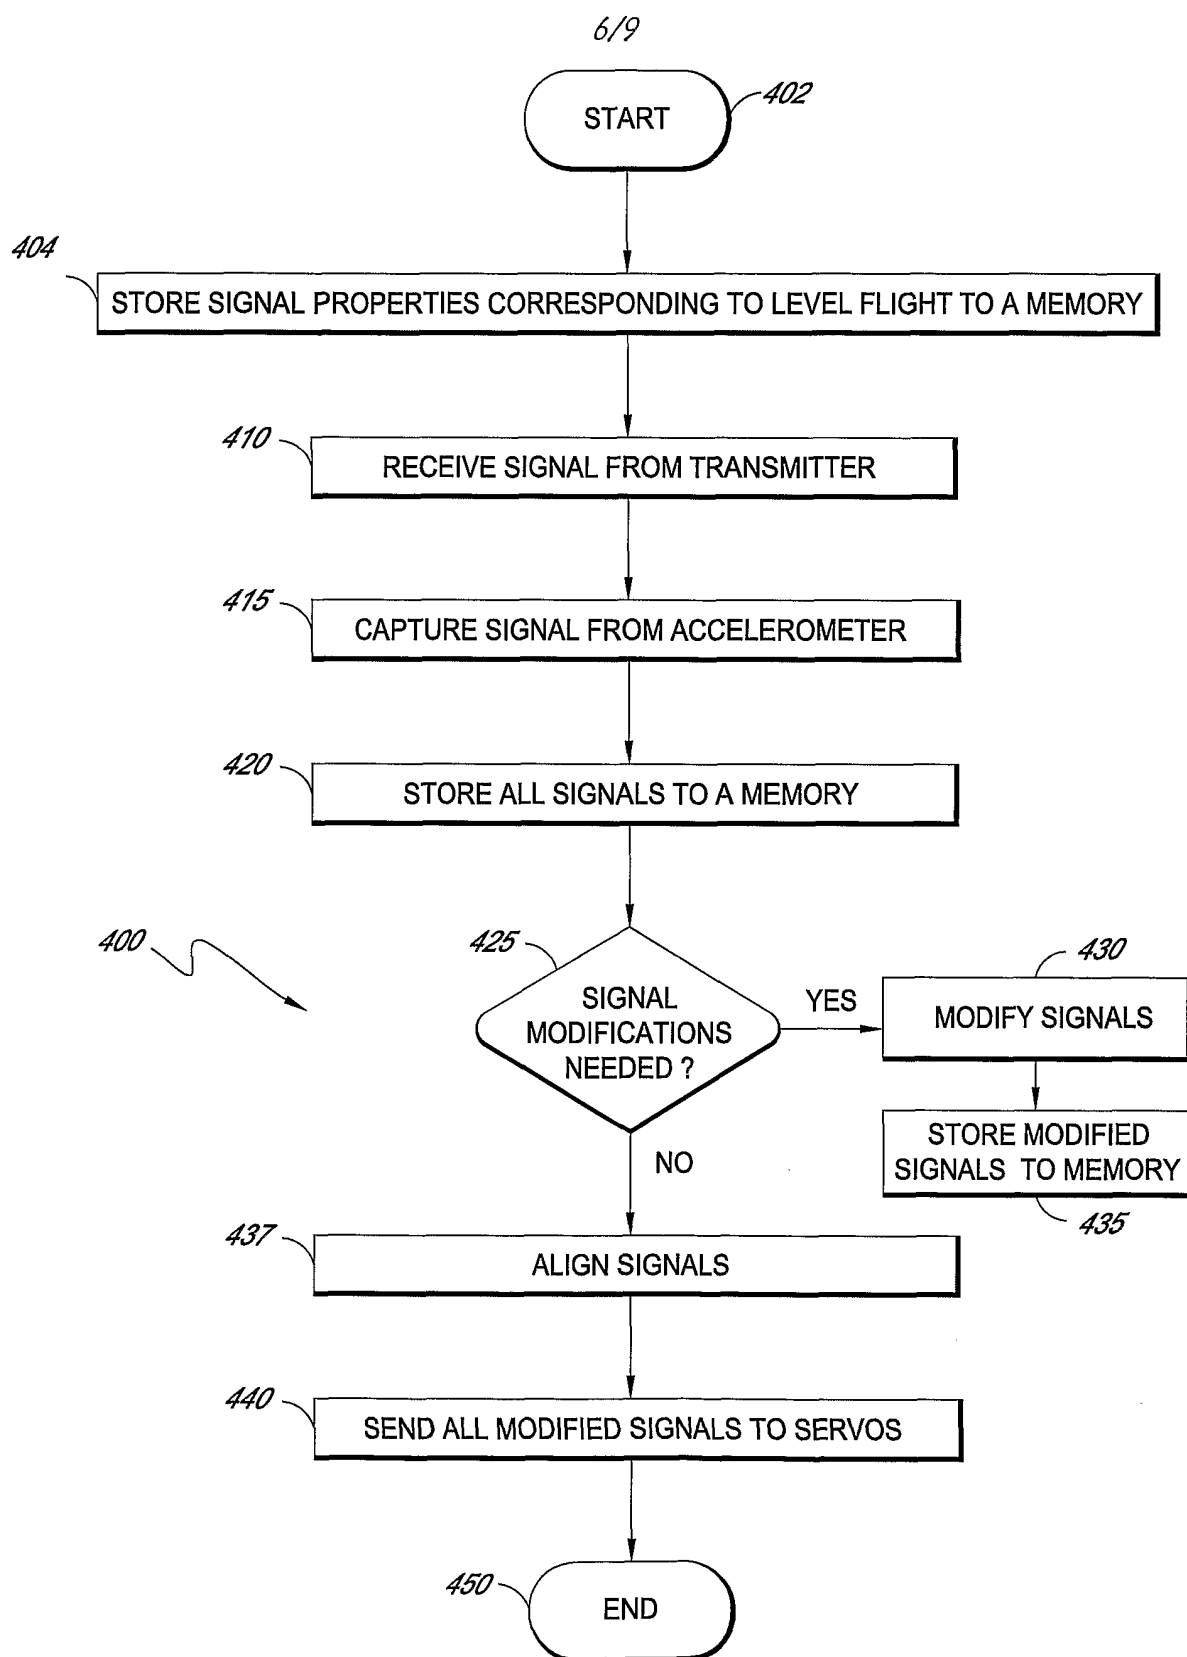 6/9
START
402
404
STORE SIGNAL PROPERTIES CORRESPONDING TO LEVEL FLIGHT TO A MEMORY
410
RECEIVE SIGNAL FROM TRANSMITTER
415
CAPTURE SIGNAL FROM ACCELEROMETER
420
STORE ALL SIGNALS TO A MEMORY
400
425
SIGNAL
MODIFICATIONS
NEEDED ?
YES
430
MODIFY SIGNALS
STORE MODIFIED
SIGNALS TO MEMORY
435
NO
437
ALIGN SIGNALS
440
SEND ALL MODIFIED SIGNALS TO SERVOS
450
END